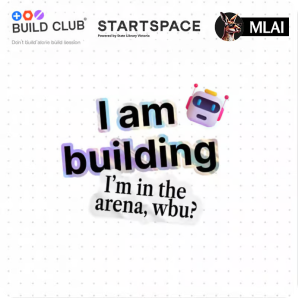 BUILD CLUB®
Don't build alone build session
STARTSPACE
Powered by State Library Victoria
MLAI
I am
building
I'm in the
arena, wbu?